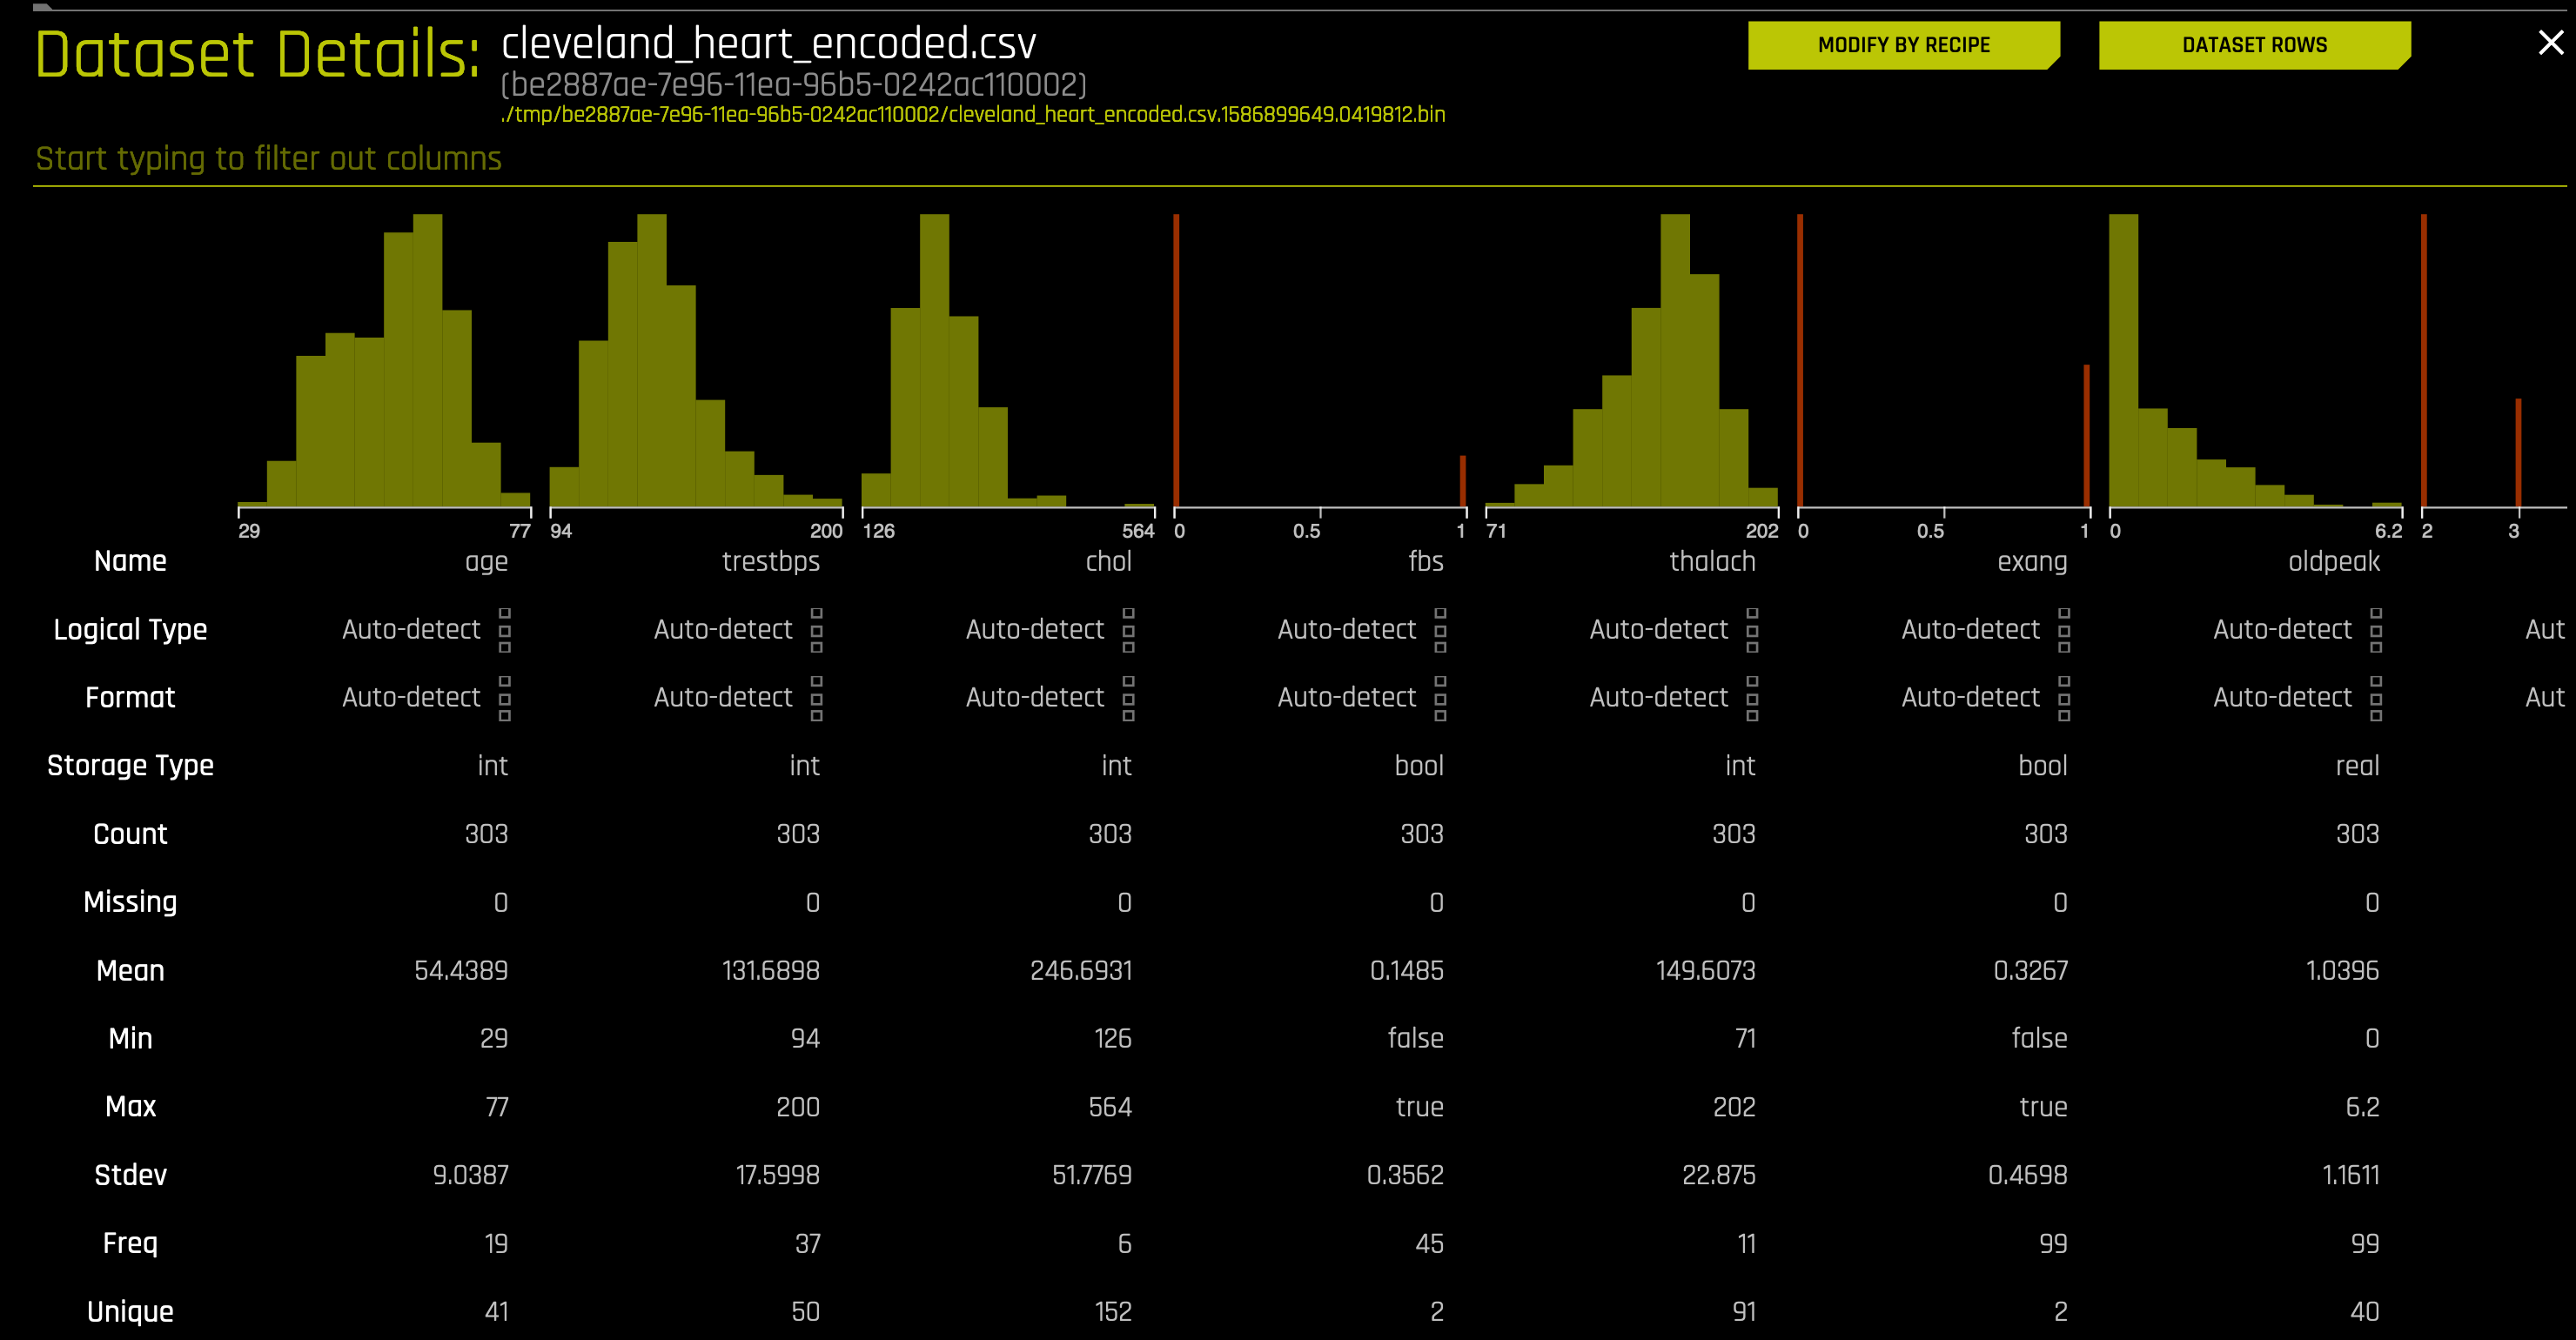 Dataset Details: cleveland_heart_encoded.csv MODIFY BY RECIPE DATASET ROWS
(be2887ae-7e96-11ea-96b5-0242ac110002)
./tmp/be2887ae-7e96-11ea-96b5-0242ac110002/cleveland_heart_encoded.csv.1586899649.0419812.bin
Start typing to filter out columns
29 77 94 200 126 564 0 0.5 1 71 202 0 0.5 1 0 6.2 2 3
Name age trestbps chol fbs thalach exang oldpeak
Logical Type Auto-detect Auto-detect Auto-detect Auto-detect Auto-detect Auto-detect Auto-detect Aut
Format Auto-detect Auto-detect Auto-detect Auto-detect Auto-detect Auto-detect Auto-detect Aut
Storage Type int int int bool int bool real
Count 303 303 303 303 303 303 303
Missing 0 0 0 0 0 0 0
Mean 54.4389 131.6898 246.6931 0.1485 149.6073 0.3267 1.0396
Min 29 94 126 false 71 false 0
Max 77 200 564 true 202 true 6.2
Stdev 9.0387 17.5998 51.7769 0.3562 22.875 0.4698 1.1611
Freq 19 37 6 45 11 99 99
Unique 41 50 152 2 91 2 40